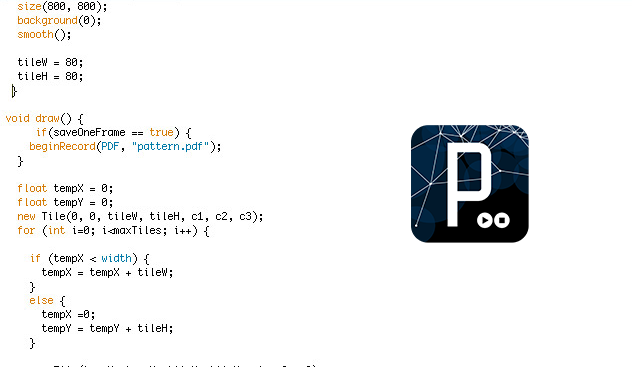 size(800, 800);
background(0);
smooth();
tileW = 80;
tileH = 80;
}
void draw() {
if(saveOneFrame == true) {
beginRecord(PDF, "pattern.pdf");
}
float tempX = 0;
float tempY = 0;
new Tile(0, 0, tileW, tileH, c1, c2, c3);
for (int i=0; i<maxTiles; i++) {
if (tempX < width) {
tempX = tempX + tileW;
}
else {
tempX =0;
tempY = tempY + tileH;
}
P